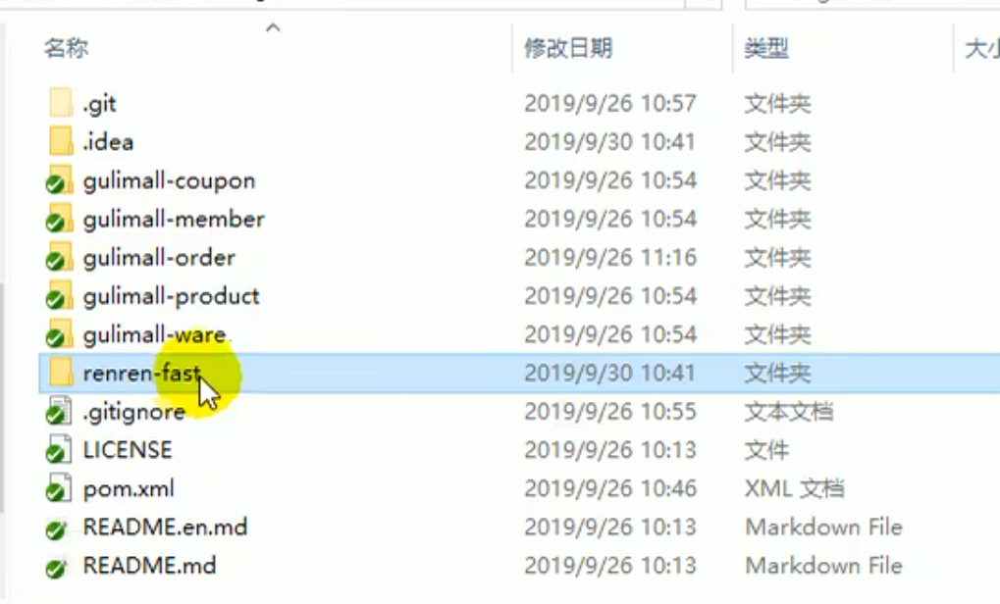 名称 修改日期 类型
.git 2019/9/26 10:57 文件夹
.idea 2019/9/30 10:41 文件夹
gulimall-coupon 2019/9/26 10:54 文件夹
gulimall-member 2019/9/26 10:54 文件夹
gulimall-order 2019/9/26 11:16 文件夹
gulimall-product 2019/9/26 10:54 文件夹
gulimall-ware 2019/9/26 10:54 文件夹
renren-fast 2019/9/30 10:41 文件夹
.gitignore 2019/9/26 10:55 文本文档
LICENSE 2019/9/26 10:13 文件
pom.xml 2019/9/26 10:46 XML 文档
README.en.md 2019/9/26 10:13 Markdown File
README.md 2019/9/26 10:13 Markdown File